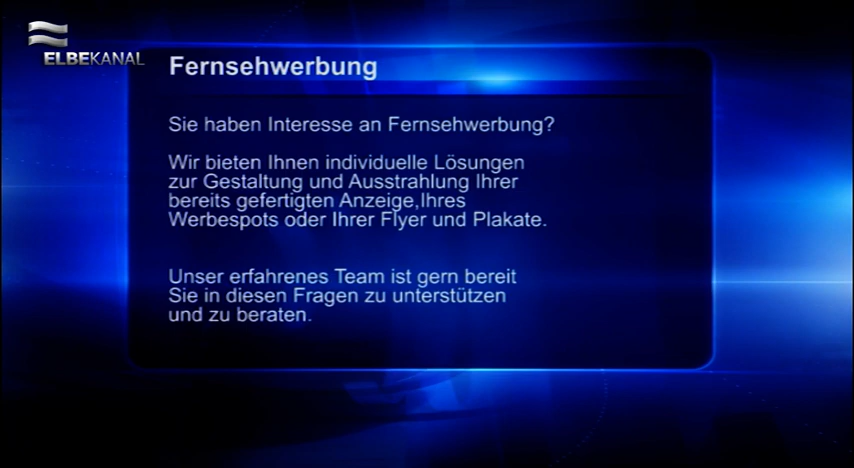 ELBEKANAL
Fernsehwerbung
Sie haben Interesse an Fernsehwerbung?
Wir bieten Ihnen individuelle Lösungen
zur Gestaltung und Ausstrahlung Ihrer
bereits gefertigten Anzeige,Ihres
Werbespots oder Ihrer Flyer und Plakate.
Unser erfahrenes Team ist gern bereit
Sie in diesen Fragen zu unterstützen
und zu beraten.